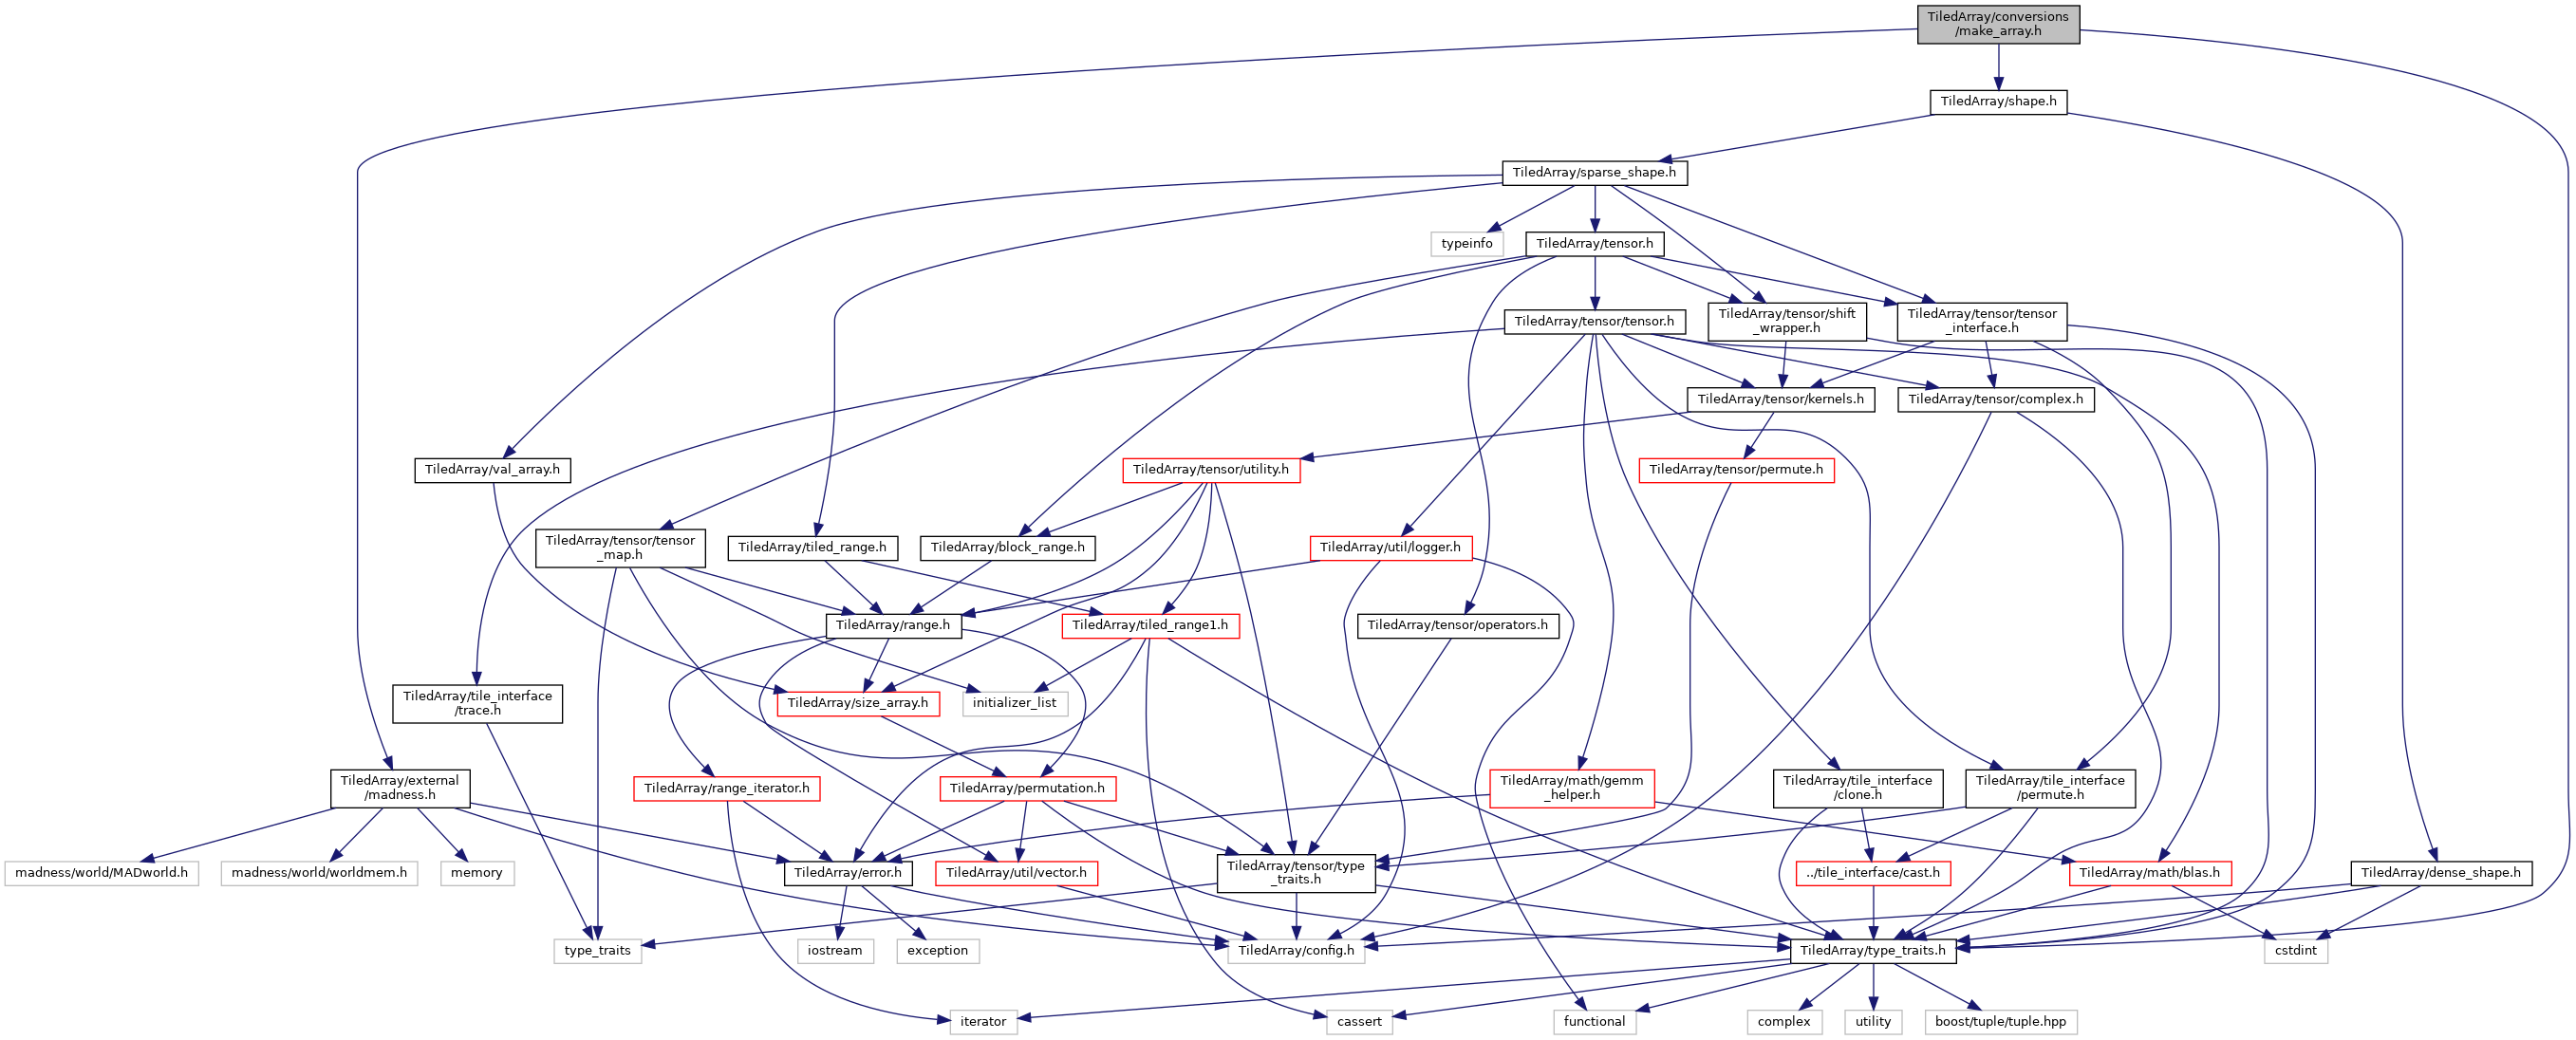 TiledArray/conversions
/make_array.h
TiledArray/shape.h
TiledArray/sparse_shape.h
typeinfo
TiledArray/tensor.h
TiledArray/tensor/tensor.h
TiledArray/tensor/shift
_wrapper.h
TiledArray/tensor/tensor
_interface.h
TiledArray/tensor/kernels.h
TiledArray/tensor/complex.h
TiledArray/val_array.h
TiledArray/tensor/utility.h
TiledArray/tensor/permute.h
TiledArray/tensor/tensor
_map.h
TiledArray/tiled_range.h
TiledArray/block_range.h
TiledArray/util/logger.h
TiledArray/range.h
TiledArray/tiled_range1.h
TiledArray/tensor/operators.h
TiledArray/tile_interface
/trace.h
TiledArray/size_array.h
initializer_list
TiledArray/external
/madness.h
TiledArray/range_iterator.h
TiledArray/permutation.h
TiledArray/math/gemm
_helper.h
TiledArray/tile_interface
/clone.h
TiledArray/tile_interface
/permute.h
madness/world/MADworld.h
madness/world/worldmem.h
memory
TiledArray/error.h
TiledArray/util/vector.h
TiledArray/tensor/type
_traits.h
../tile_interface/cast.h
TiledArray/math/blas.h
TiledArray/dense_shape.h
type_traits
iostream
exception
TiledArray/config.h
TiledArray/type_traits.h
cstdint
iterator
cassert
functional
complex
utility
boost/tuple/tuple.hpp